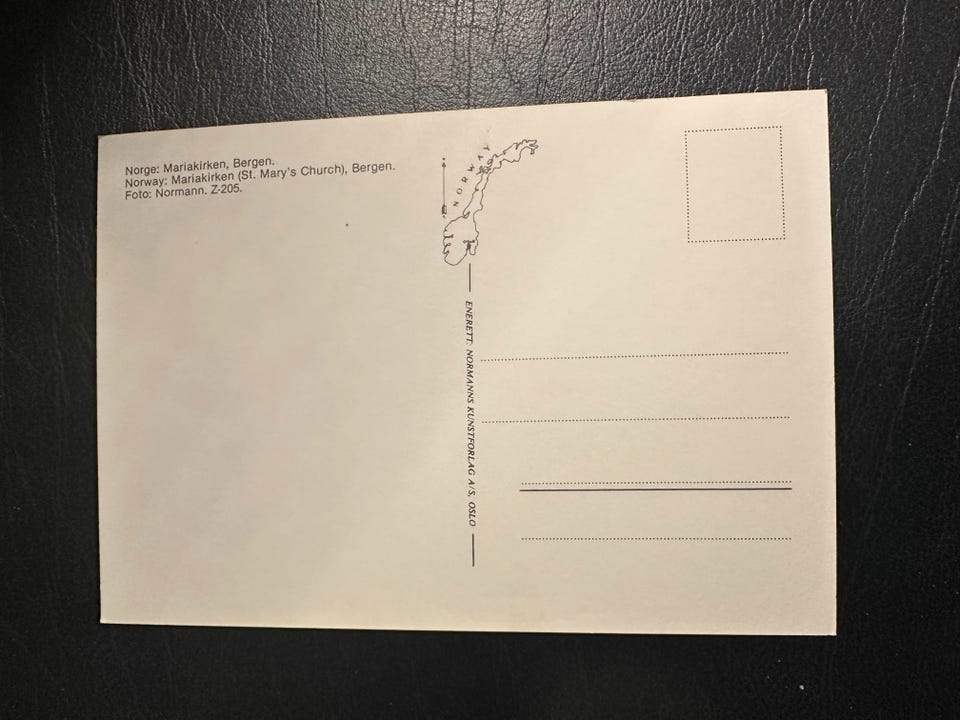 Norge: Mariakirken, Bergen.
Norway: Mariakirken (St. Mary's Church), Bergen.
Foto: Normann. Z-205.
NORWAY
ENERETT: NORMANNS KUNSTFORLAG A/S, OSLO